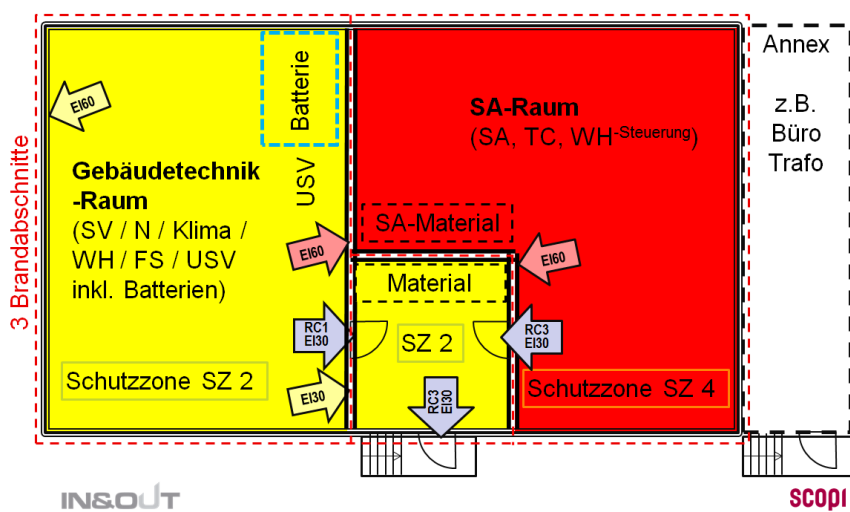 3 Brandabschnitte
EI60
Batterie
USV
Gebäudetechnik
-Raum
(SV / N / Klima /
WH / FS / USV
inkl. Batterien)
Schutzzone SZ 2
EI60
RC1
EI30
EI30
SA-Raum
(SA, TC, WH-Steuerung)
SA-Material
EI60
Material
SZ 2
RC3
EI30
RC3
EI30
Schutzzone SZ 4
Annex
z.B.
Büro
Trafo
IN&OUT
scopi